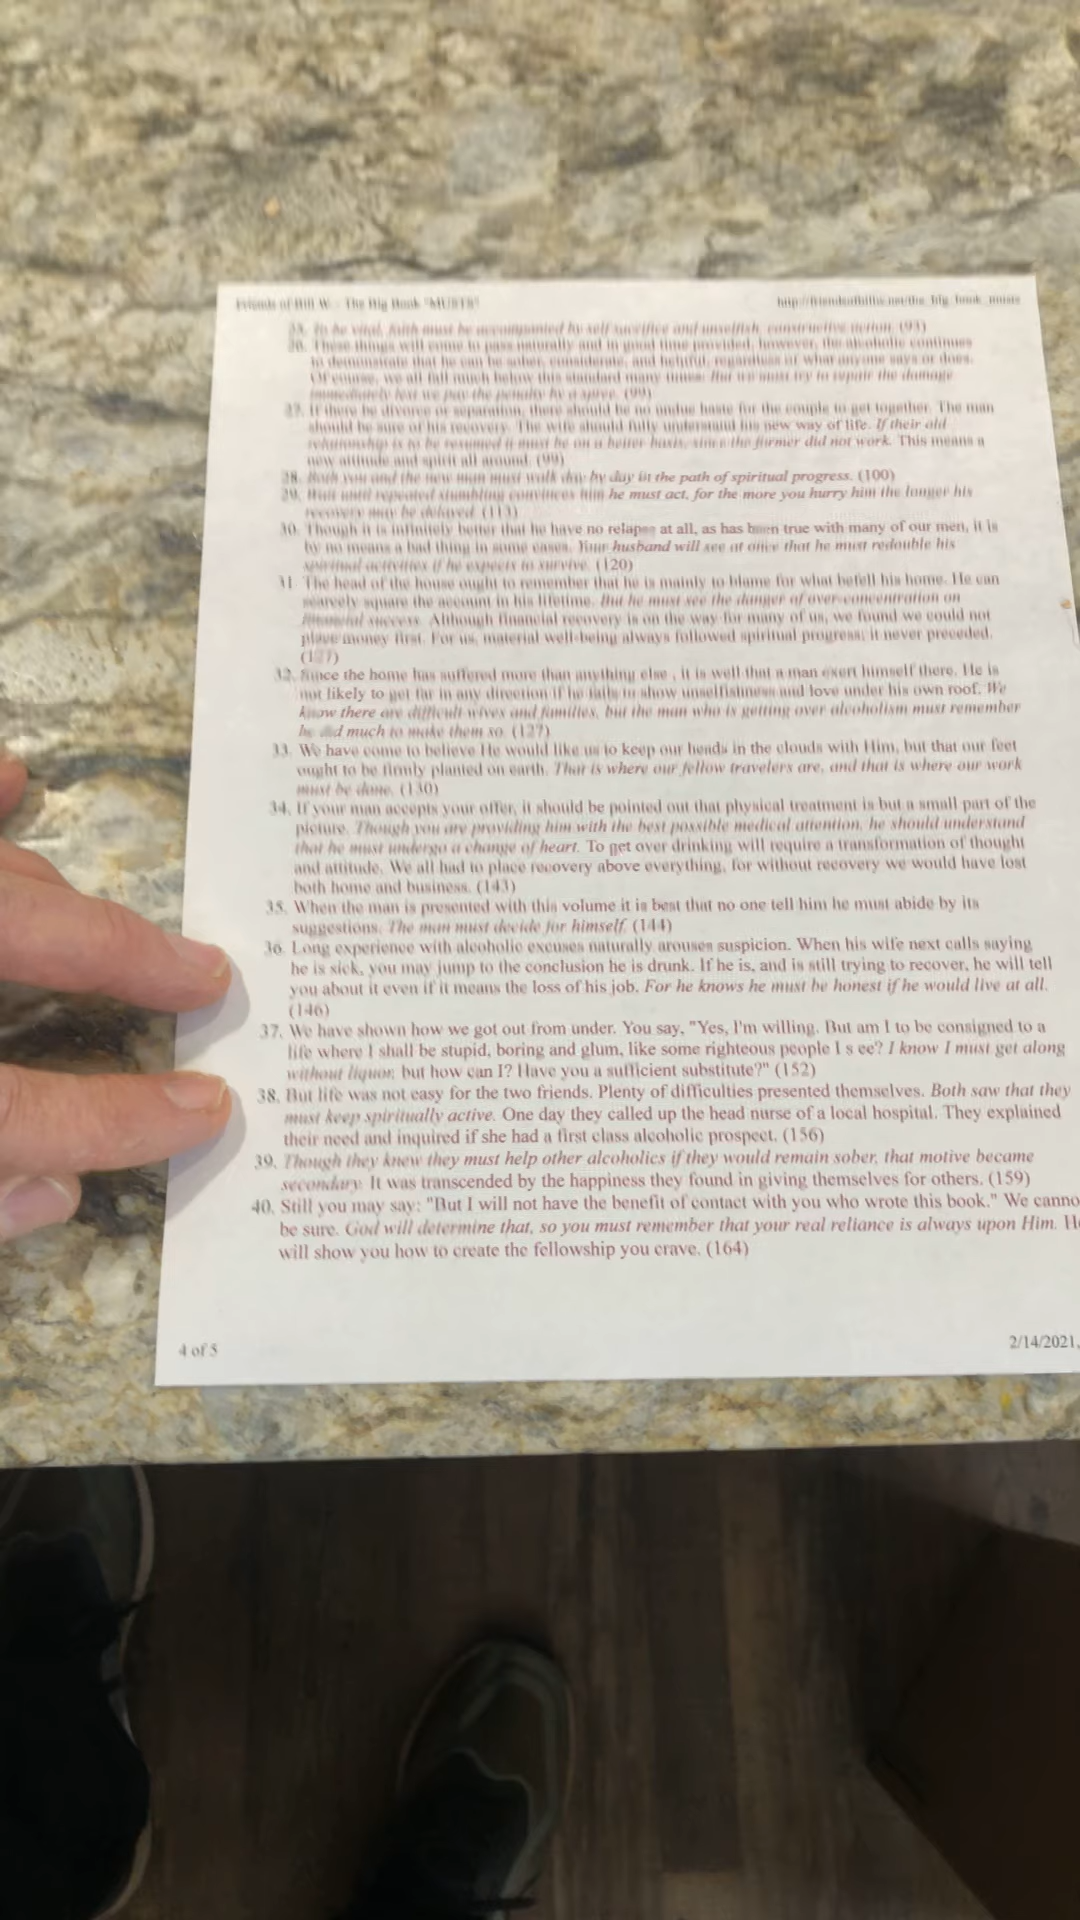 Friends of Bill W. - The Big Book "MUSTS"
http://friendsofbillw.net/the_big_book_musts
25. To be vital, faith must be accompanied by self sacrifice and unselfish, constructive action. (93)
26. These things will come to pass naturally and in good time provided, however, the alcoholic continues
to demonstrate that he can be sober, considerate, and helpful, regardless of what anyone says or does.
Of course, we all fall much below this standard many times. But we must try to repair the damage
immediately lest we pay the penalty by a spree. (99)
27. If there be divorce or separation, there should be no undue haste for the couple to get together. The man
should be sure of his recovery. The wife should fully understand his new way of life. If their old
relationship is to be resumed it must be on a better basis, since the former did not work. This means a
new attitude and spirit all around. (99)
28. Both you and the new man must walk day by day in the path of spiritual progress. (100)
29. Wait until repeated stumbling convinces him he must act, for the more you hurry him the longer his
recovery may be delayed. (113)
30. Though it is infinitely better that he have no relapse at all, as has been true with many of our men, it is
by no means a bad thing in some cases. Your husband will see at once that he must redouble his
spiritual activities if he expects to survive. (120)
31. The head of the house ought to remember that he is mainly to blame for what befell his home. He can
scarcely square the account in his lifetime. But he must see the danger of over-concentration on
financial success. Although financial recovery is on the way for many of us, we found we could not
place money first. For us, material well-being always followed spiritual progress; it never preceded.
(127)
32. Since the home has suffered more than anything else , it is well that a man exert himself there. He is
not likely to get far in any direction if he fails to show unselfishness and love under his own roof. We
know there are difficult wives and families, but the man who is getting over alcoholism must remember
he did much to make them so. (127)
33. We have come to believe He would like us to keep our heads in the clouds with Him, but that our feet
ought to be firmly planted on earth. That is where our fellow travelers are, and that is where our work
must be done. (130)
34. If your man accepts your offer, it should be pointed out that physical treatment is but a small part of the
picture. Though you are providing him with the best possible medical attention, he should understand
that he must undergo a change of heart. To get over drinking will require a transformation of thought
and attitude. We all had to place recovery above everything, for without recovery we would have lost
both home and business. (143)
35. When the man is presented with this volume it is best that no one tell him he must abide by its
suggestions. The man must decide for himself. (144)
36. Long experience with alcoholic excuses naturally arouses suspicion. When his wife next calls saying
he is sick, you may jump to the conclusion he is drunk. If he is, and is still trying to recover, he will tell
you about it even if it means the loss of his job. For he knows he must be honest if he would live at all.
(146)
37. We have shown how we got out from under. You say, "Yes, I'm willing. But am I to be consigned to a
life where I shall be stupid, boring and glum, like some righteous people I s ee? I know I must get along
without liquor, but how can I? Have you a sufficient substitute?" (152)
38. But life was not easy for the two friends. Plenty of difficulties presented themselves. Both saw that they
must keep spiritually active. One day they called up the head nurse of a local hospital. They explained
their need and inquired if she had a first class alcoholic prospect. (156)
39. Though they knew they must help other alcoholics if they would remain sober, that motive became
secondary. It was transcended by the happiness they found in giving themselves for others. (159)
40. Still you may say: "But I will not have the benefit of contact with you who wrote this book." We canno
be sure. God will determine that, so you must remember that your real reliance is always upon Him. He
will show you how to create the fellowship you crave. (164)
4 of 5
2/14/2021,